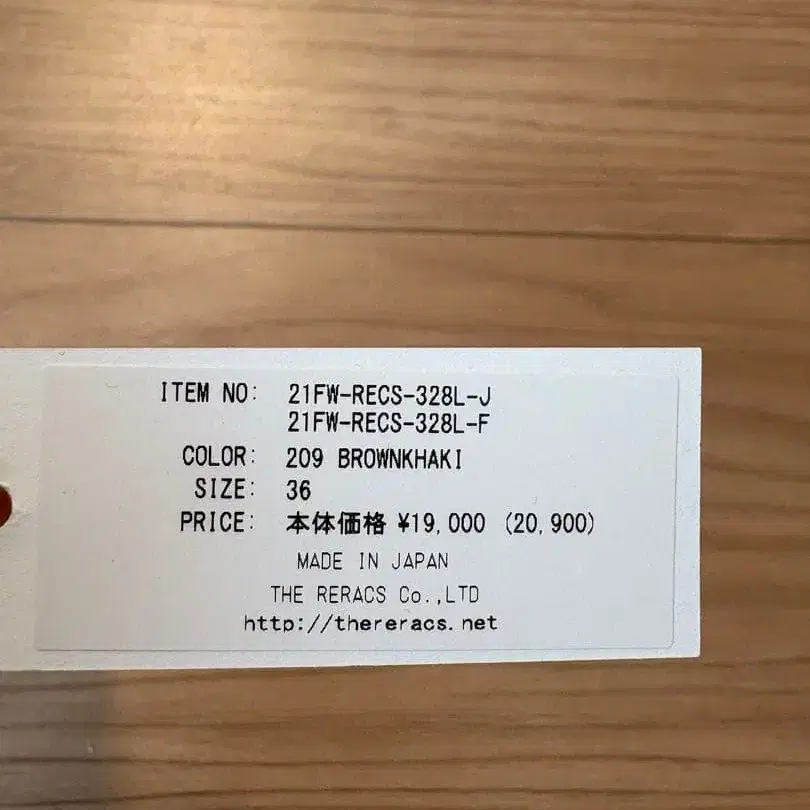 ITEM NO: 21FW-RECS-328L-J
21FW-RECS-328L-F
COLOR: 209 BROWNKHAKI
SIZE: 36
PRICE: 本体価格 ¥19,000 (20,900)
MADE IN JAPAN
THE RERACS Co.,LTD
http://thereracs.net